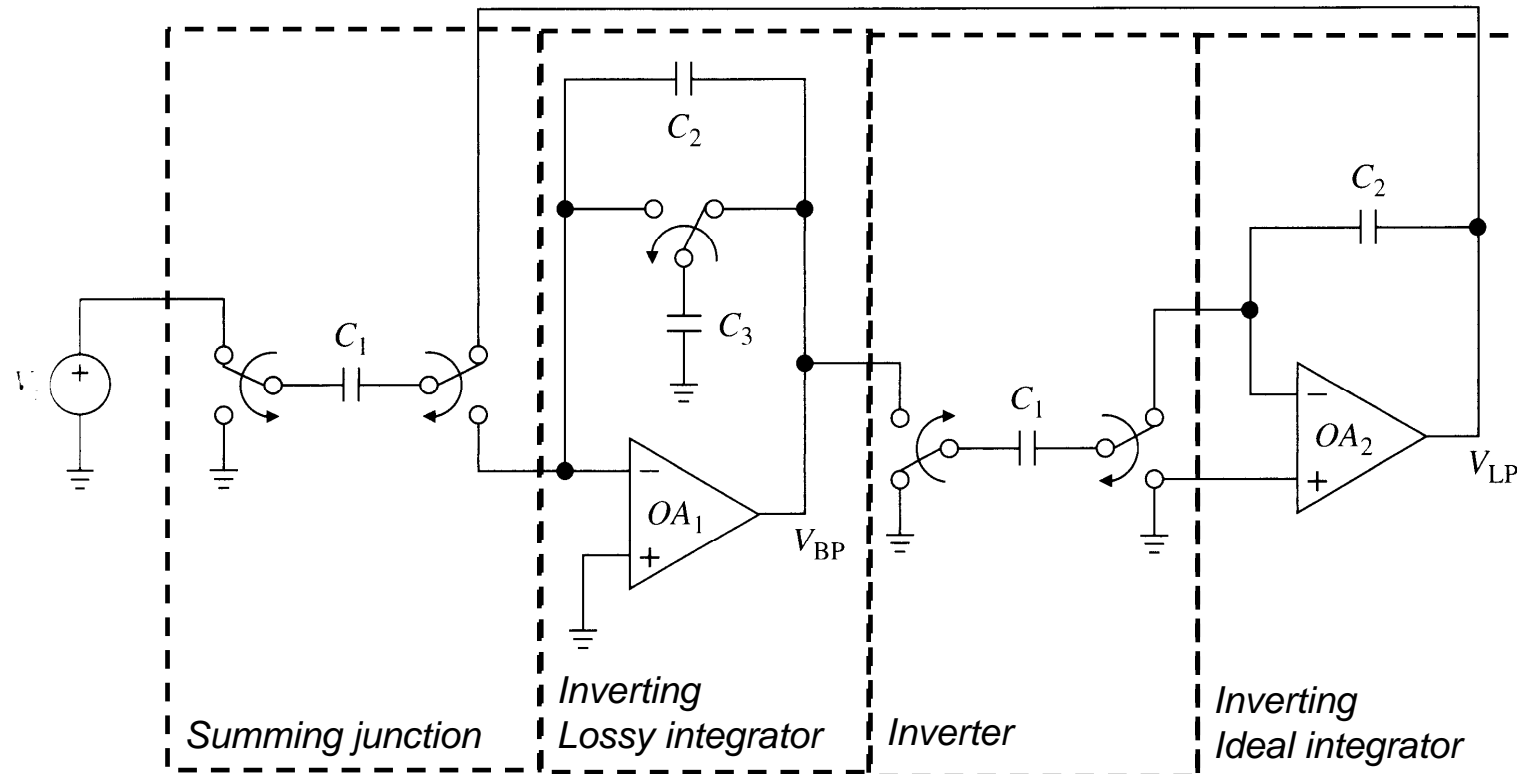 C2
C1
C3
OA1
VBP
C1
C2
OA2
VLP
Summing junction
Inverting
Lossy integrator
Inverter
Inverting
Ideal integrator